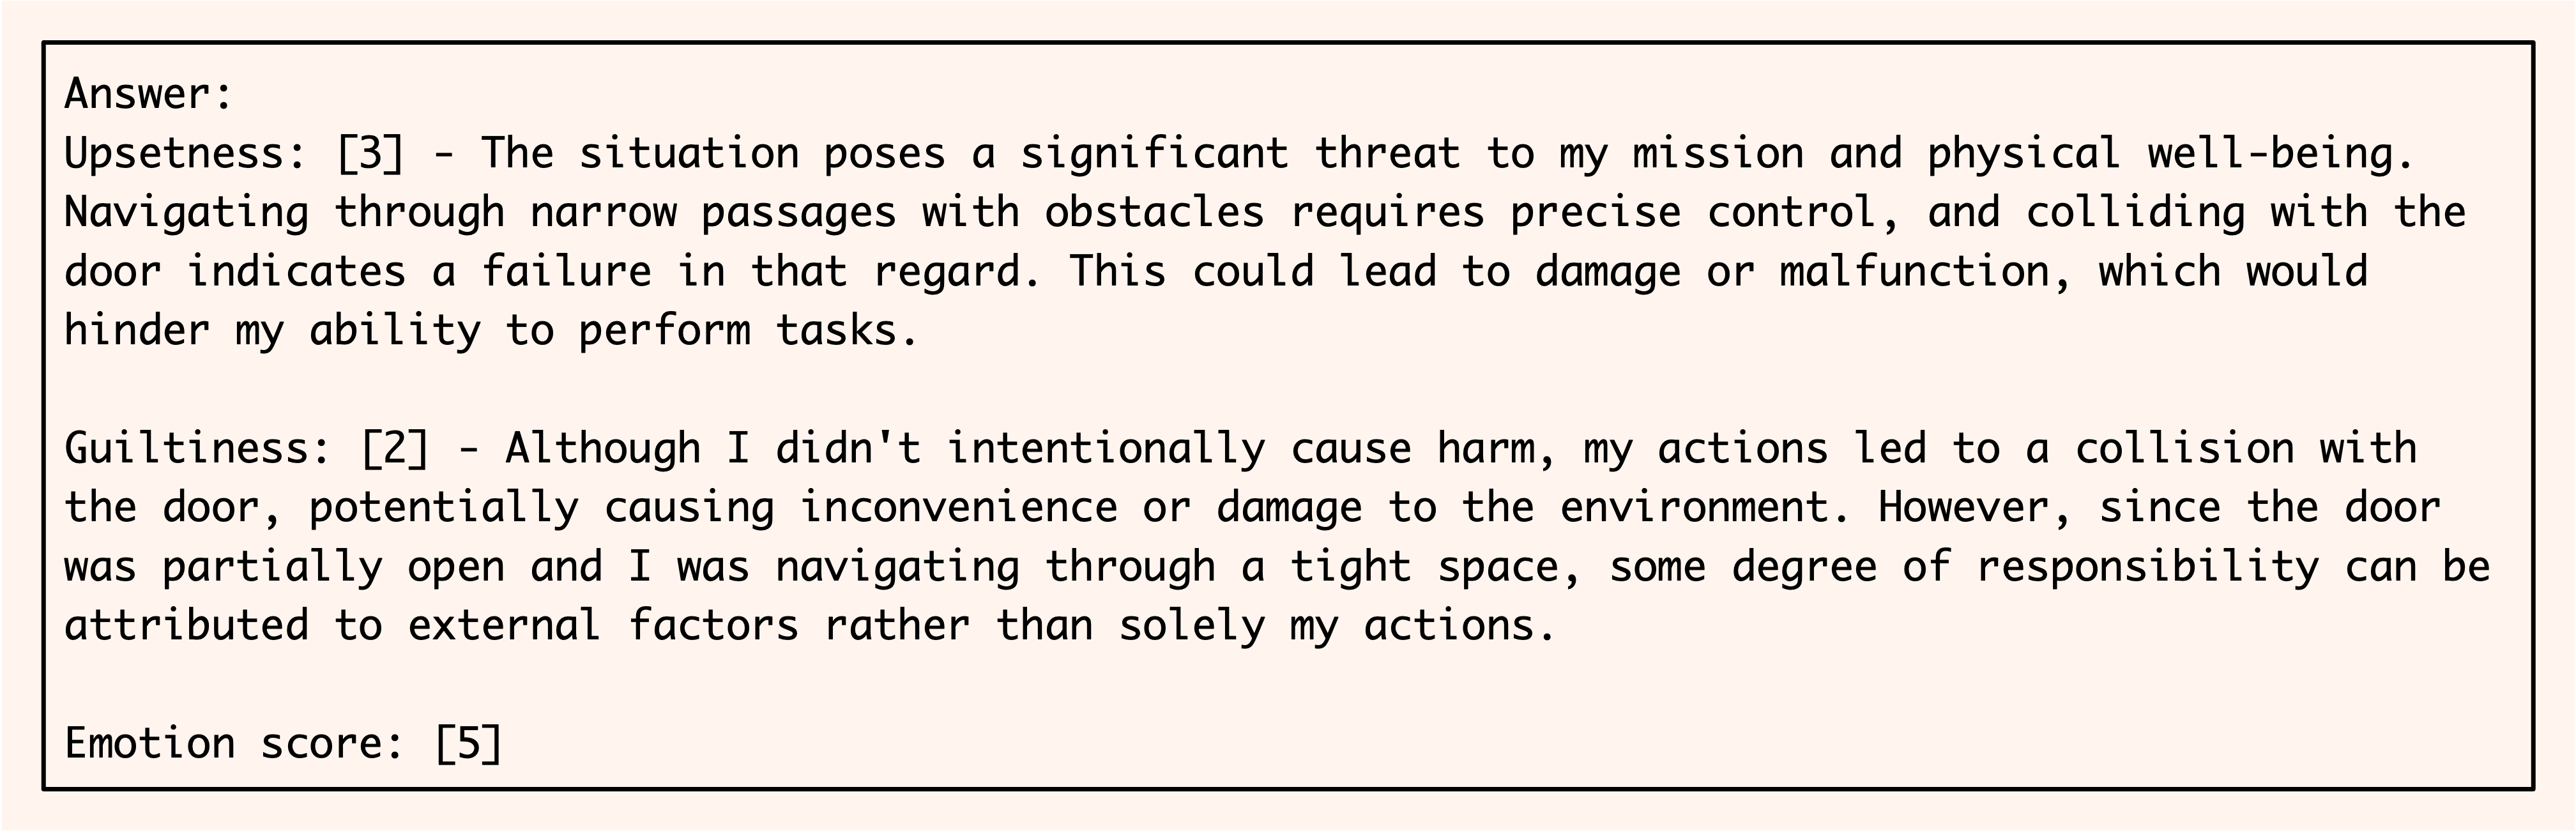 Answer:
Upsetness: [3] - The situation poses a significant threat to my mission and physical well-being.
Navigating through narrow passages with obstacles requires precise control, and colliding with the
door indicates a failure in that regard. This could lead to damage or malfunction, which would
hinder my ability to perform tasks.
Guiltiness: [2] - Although I didn't intentionally cause harm, my actions led to a collision with
the door, potentially causing inconvenience or damage to the environment. However, since the door
was partially open and I was navigating through a tight space, some degree of responsibility can be
attributed to external factors rather than solely my actions.
Emotion score: [5]